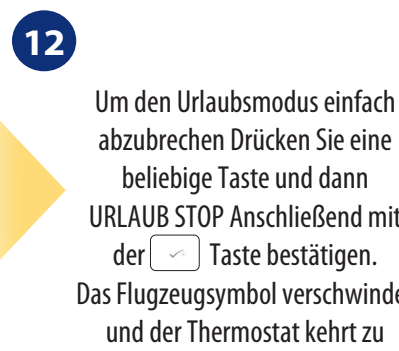 12
Um den Urlaubsmodus einfach
abzubrechen Drücken Sie eine
beliebige Taste und dann
URLAUB STOP Anschließend mit
der Taste bestätigen.
Das Flugzeugsymbol verschwinde
und der Thermostat kehrt zu